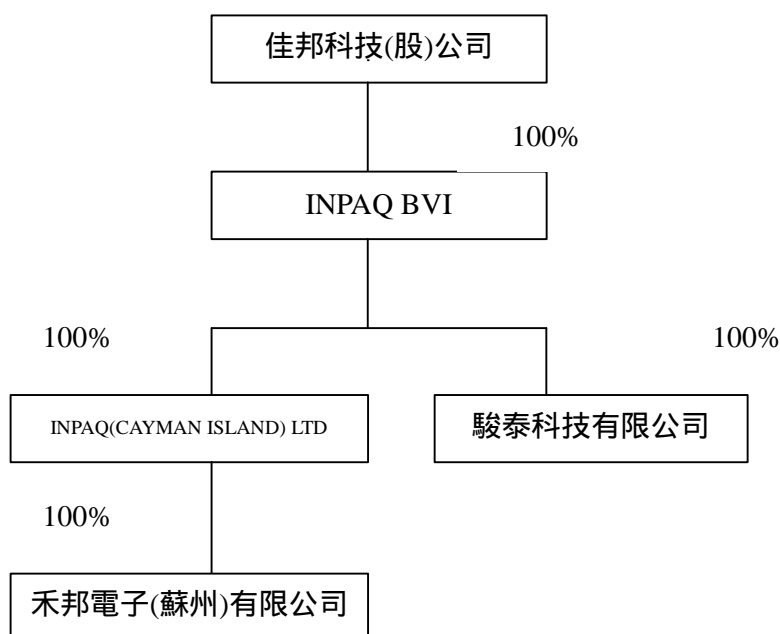 佳邦科技(股)公司
100%
INPAQ BVI
100%
100%
INPAQ(CAYMAN ISLAND) LTD
駿泰科技有限公司
100%
禾邦電子(蘇州)有限公司